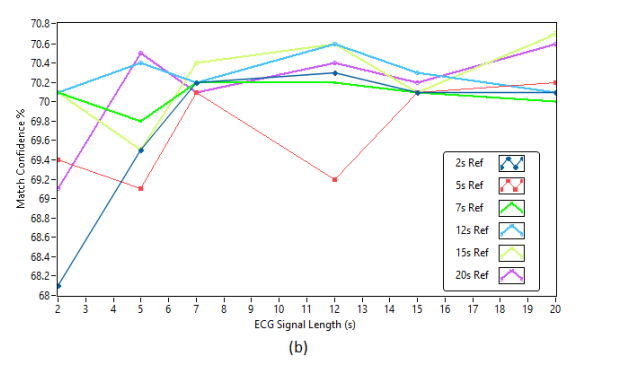 70.8
70.6
70.4
70.2
70
69.8
69.6
69.4
69.2
69
68.8
68.6
68.4
68.2
68
Match Confidence %
2 3 4 5 6 7 8 9 10 11 12 13 14 15 16 17 18 19 20
ECG Signal Length (s)
2s Ref
5s Ref
7s Ref
12s Ref
15s Ref
20s Ref
(b)